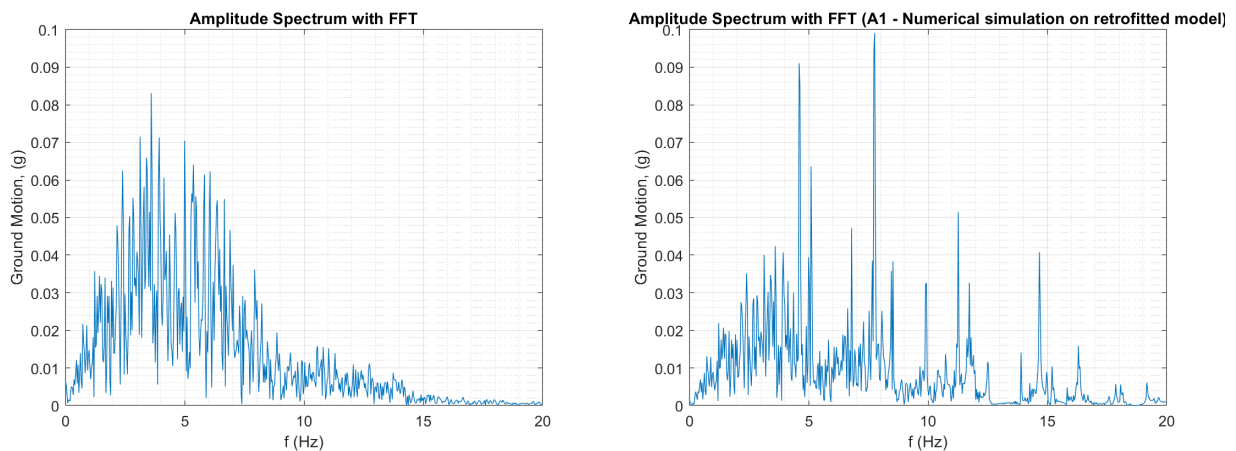 Amplitude Spectrum with FFT
0.1
0.09
0.08
0.07
0.06
0.05
0.04
0.03
0.02
0.01
0
Ground Motion, (g)
0 5 10 15 20
f (Hz)
Amplitude Spectrum with FFT (A1 - Numerical simulation on retrofitted model)
0.1
0.09
0.08
0.07
0.06
0.05
0.04
0.03
0.02
0.01
0
Ground Motion, (g)
0 5 10 15 20
f (Hz)